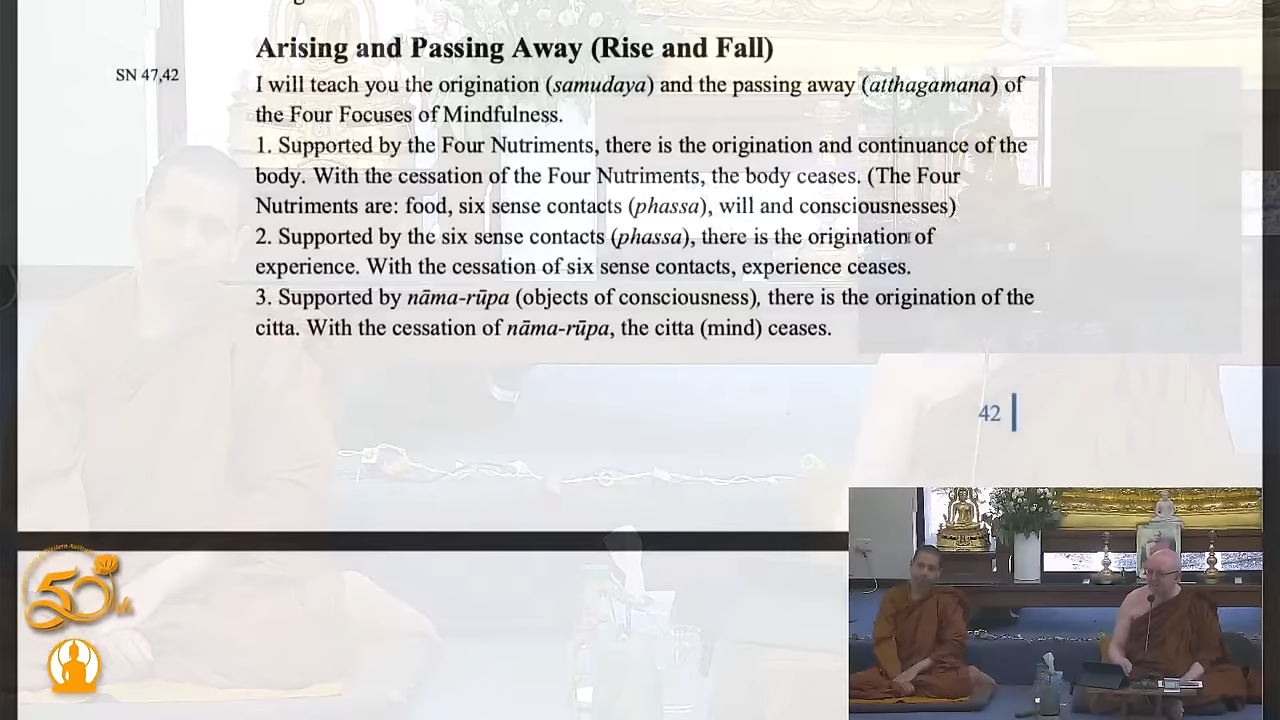 Arising and Passing Away (Rise and Fall)
SN 47,42
I will teach you the origination (samudaya) and the passing away (atthagamana) of
the Four Focuses of Mindfulness.
1. Supported by the Four Nutriments, there is the origination and continuance of the
body. With the cessation of the Four Nutriments, the body ceases. (The Four
Nutriments are: food, six sense contacts (phassa), will and consciousnesses)
2. Supported by the six sense contacts (phassa), there is the origination of
experience. With the cessation of six sense contacts, experience ceases.
3. Supported by nāma-rūpa (objects of consciousness), there is the origination of the
citta. With the cessation of nāma-rūpa, the citta (mind) ceases.
42
50th